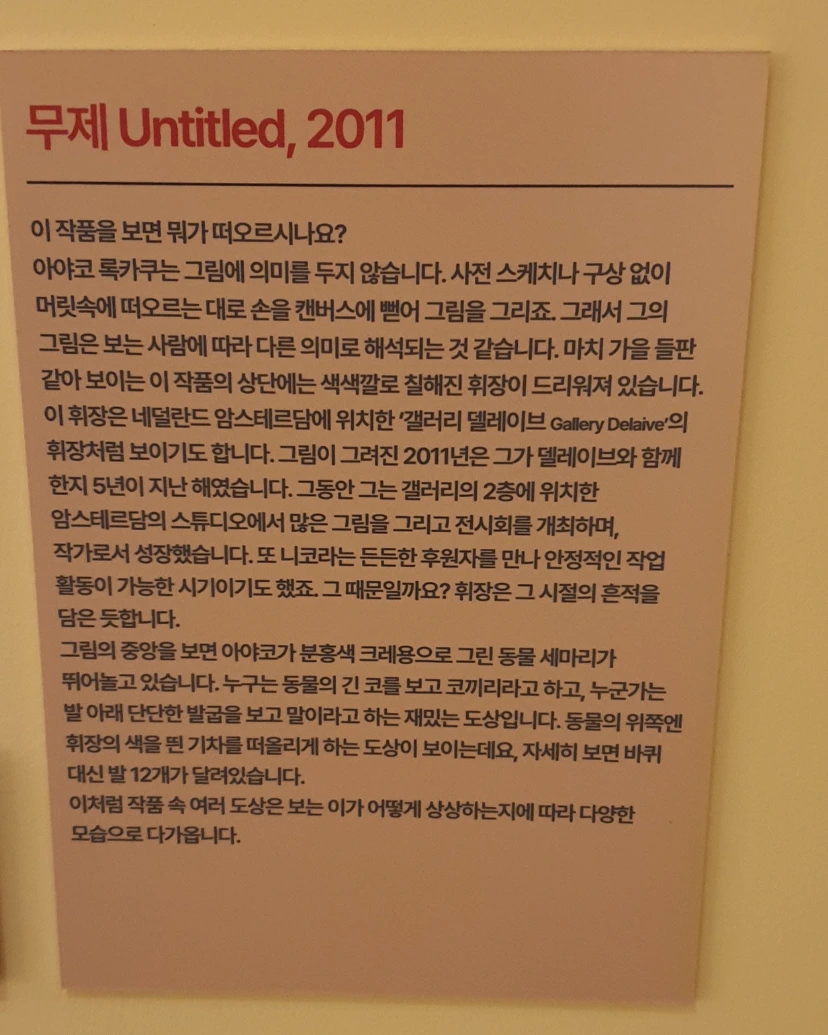 무제 Untitled, 2011
이 작품을 보면 뭐가 떠오르시나요?
아야코 록카쿠는 그림에 의미를 두지 않습니다. 사전 스케치나 구상 없이
머릿속에 떠오르는 대로 손을 캔버스에 뻗어 그림을 그리죠. 그래서 그의
그림은 보는 사람에 따라 다른 의미로 해석되는 것 같습니다. 마치 가을 들판
같아 보이는 이 작품의 상단에는 색색깔로 칠해진 휘장이 드리워져 있습니다.
이 휘장은 네덜란드 암스테르담에 위치한 '갤러리 델레이브 Gallery Delaive'의
휘장처럼 보이기도 합니다. 그림이 그려진 2011년은 그가 델레이브와 함께
한지 5년이 지난 해였습니다. 그동안 그는 갤러리의 2층에 위치한
암스테르담의 스튜디오에서 많은 그림을 그리고 전시회를 개최하며,
작가로서 성장했습니다. 또 니코라는 든든한 후원자를 만나 안정적인 작업
활동이 가능한 시기이기도 했죠. 그 때문일까요? 휘장은 그 시절의 흔적을
담은 듯합니다.
그림의 중앙을 보면 아야코가 분홍색 크레용으로 그린 동물 세마리가
뛰어놀고 있습니다. 누구는 동물의 긴 코를 보고 코끼리라고 하고, 누군가는
발 아래 단단한 발굽을 보고 말이라고 하는 재밌는 도상입니다. 동물의 위쪽엔
휘장의 색을 띈 기차를 떠올리게 하는 도상이 보이는데요, 자세히 보면 바퀴
대신 발 12개가 달려있습니다.
이처럼 작품 속 여러 도상은 보는 이가 어떻게 상상하는지에 따라 다양한
모습으로 다가옵니다.